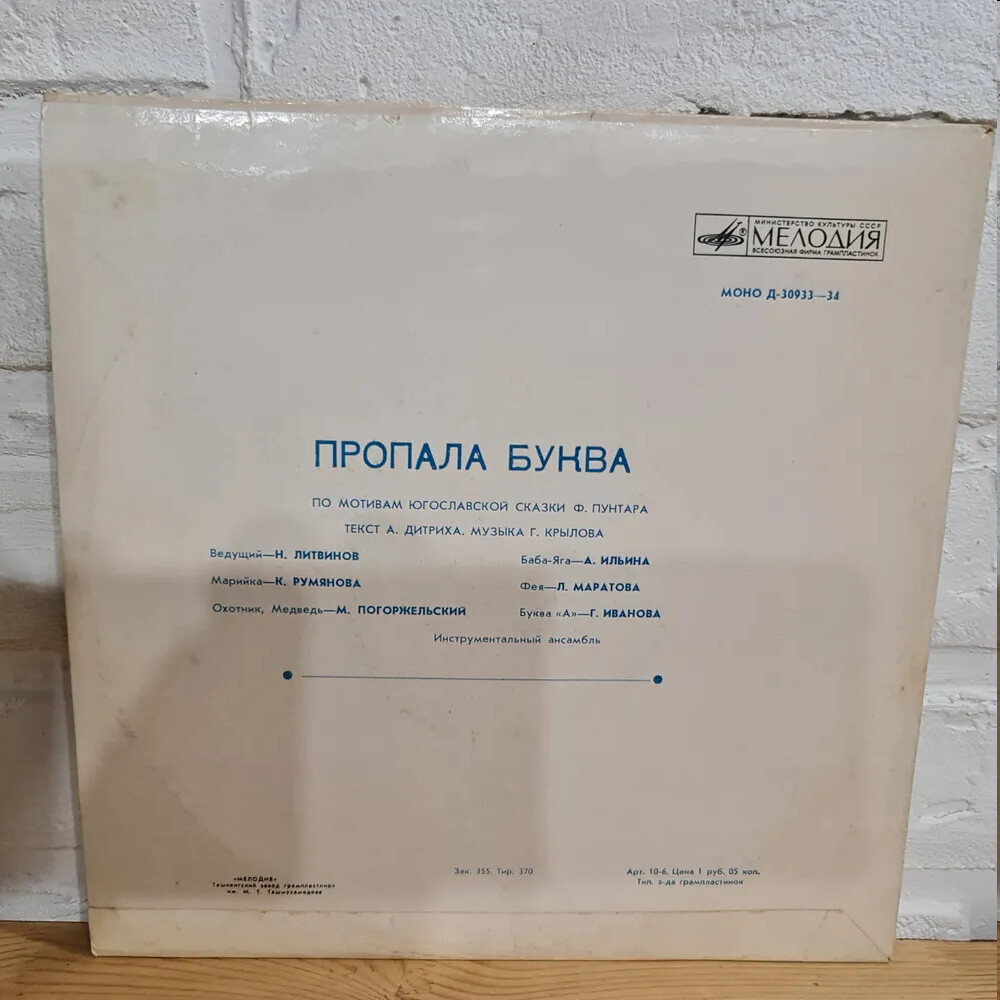 МИНИСТЕРСТВО КУЛЬТУРЫ СССР
МЕЛОДИЯ
ВСЕСОЮЗНАЯ ФИРМА ГРАМПЛАСТИНОК
МОНО Д-30933—34
ПРОПАЛА БУКВА
ПО МОТИВАМ ЮГОСЛАВСКОЙ СКАЗКИ Ф. ПУНТАРА
ТЕКСТ А. ДИТРИХА. МУЗЫКА Г. КРЫЛОВА
Ведущий—Н. ЛИТВИНОВ
Марийка—К. РУМЯНОВА
Охотник, Медведь—М. ПОГОРЖЕЛЬСКИЙ
Баба-Яга—А. ИЛЬИНА
Фея—Л. МАРАТОВА
Буква «А»—Г. ИВАНОВА
Инструментальный ансамбль
«МЕЛОДИЯ»
Ташкентский завод грампластинок
им. М. Т. Ташмухамедова
Зак. 355. Тир. 370
Арт. 10-6. Цена 1 руб. 05 коп.
Тип. з-да грампластинок